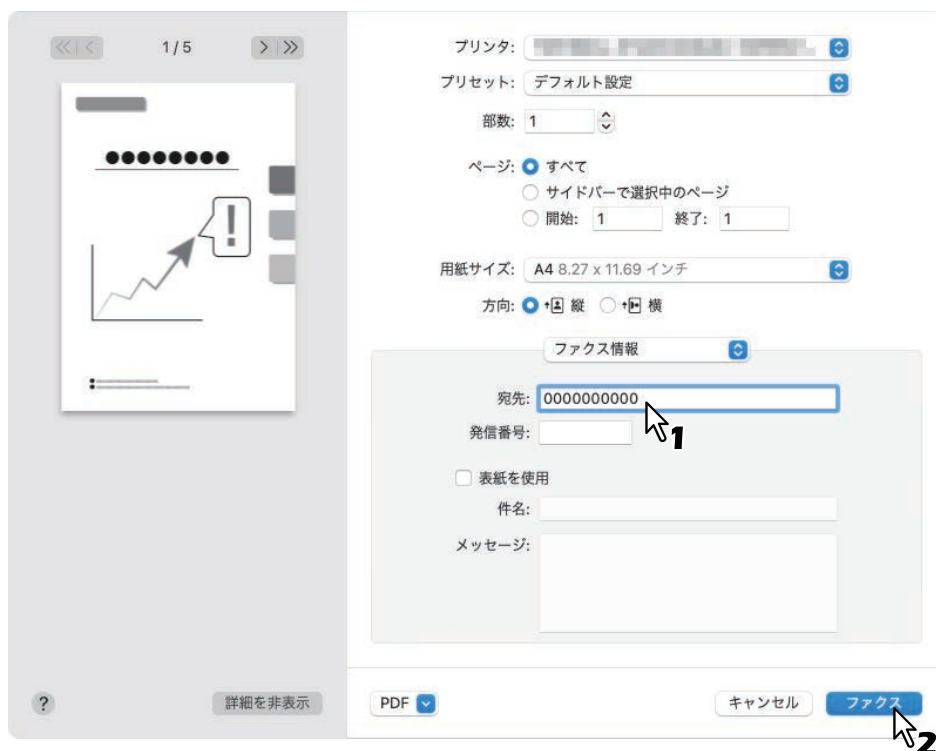 1 / 5
プリンタ:
プリセット: デフォルト設定
部数: 1
ページ: すべて
サイドバーで選択中のページ
開始: 1 終了: 1
用紙サイズ: A4 8.27 x 11.69 インチ
方向: 縦 横
ファクス情報
宛先: 0000000000
1
発信番号:
表紙を使用
件名:
メッセージ:
? 詳細を非表示 PDF キャンセル ファクス
2